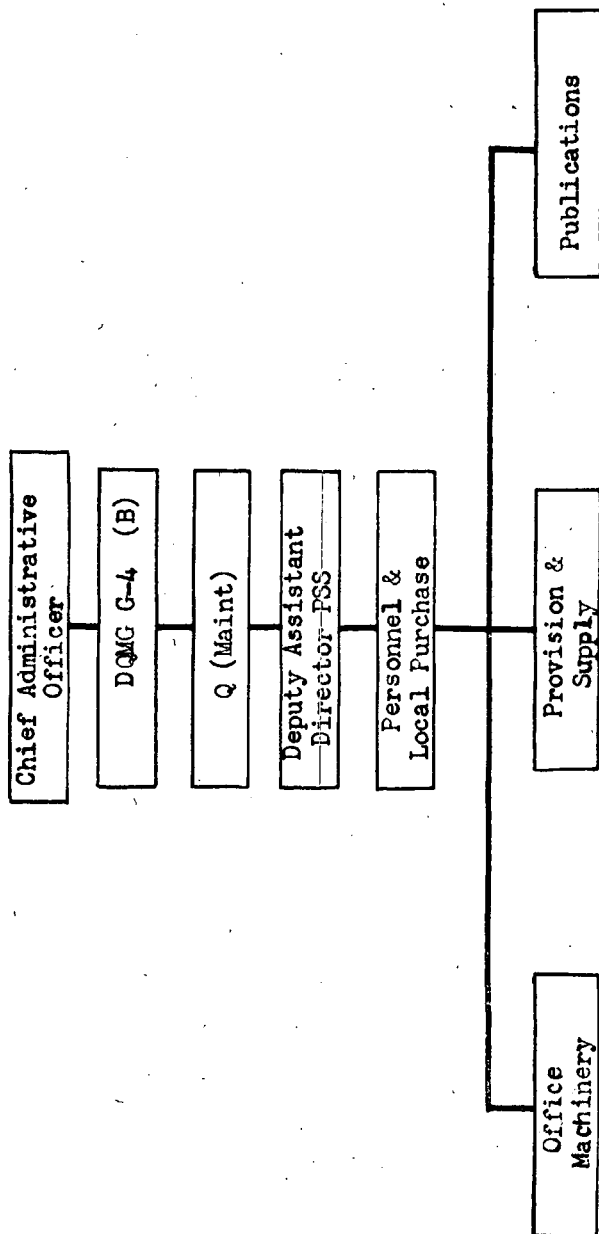 Chief Administrative
Officer
DQMG G-4 (B)
Q (Maint)
Deputy Assistant
Director PSS
Personnel &
Local Purchase
Office
Machinery
Provision &
Supply
Publications